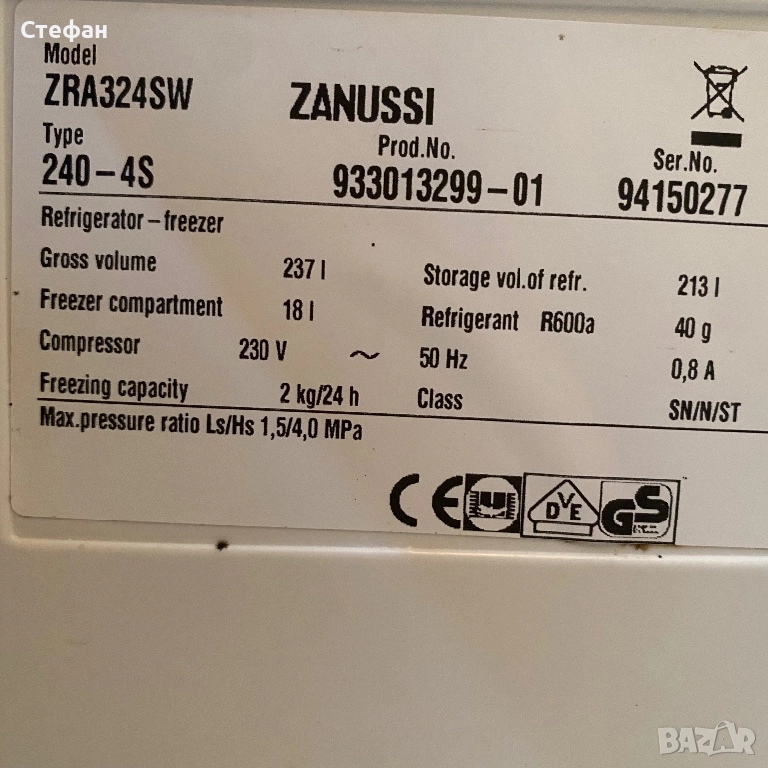 Стефан
Model
ZRA324SW ZANUSSI
Type Prod.No. Ser.No.
240-4S 933013299-01 94150277
Refrigerator-freezer
Gross volume 237 l Storage vol.of refr. 213 l
Freezer compartment 18 l Refrigerant R600a 40 g
Compressor 230 V ~ 50 Hz 0,8 A
Freezing capacity 2 kg/24 h Class SN/N/ST
Max.pressure ratio Ls/Hs 1,5/4,0 MPa
CE DVE GS
BAZAR